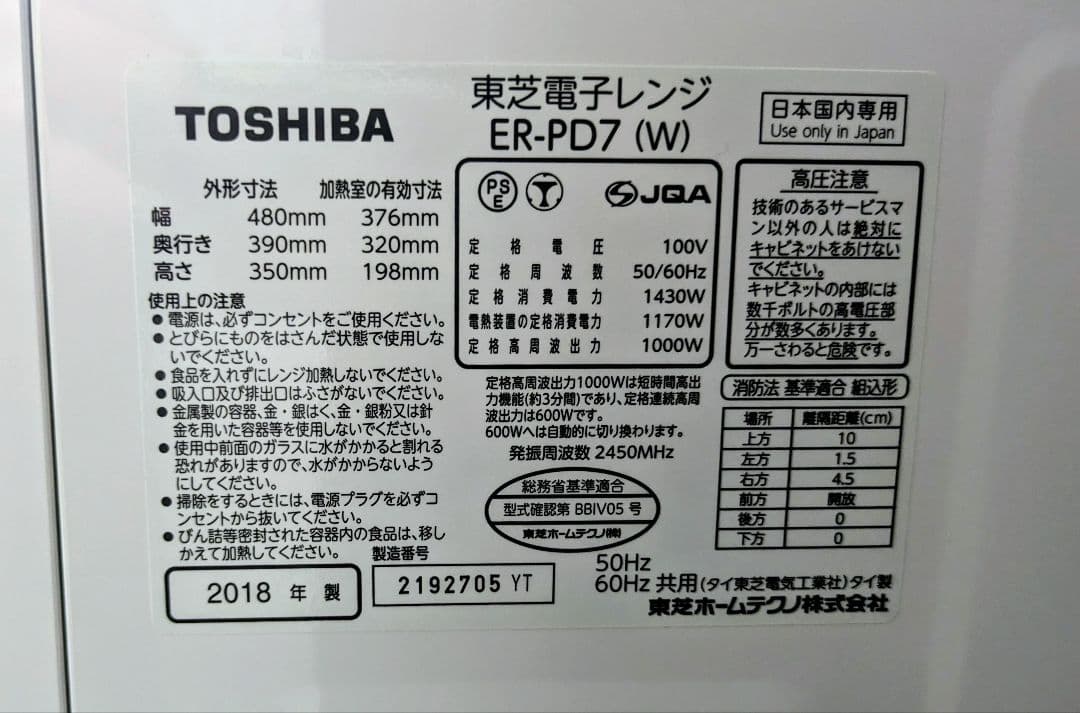 TOSHIBA
東芝電子レンジ
ER-PD7 (W)
日本国内専用
Use only in Japan
外形寸法 加熱室の有効寸法
幅 480mm 376mm
奥行き 390mm 320mm
高さ 350mm 198mm
使用上の注意
●電源は、必ずコンセントをご使用ください。
●とびらにものをはさんだ状態で使用しな
いでください。
●食品を入れずにレンジ加熱しないでください。
●吸入口及び排出口はふさがないでください。
●金属製の容器、金・銀はく、金・銀粉又は針
金を用いた容器等を使用しないでください。
●使用中前面のガラスに水がかかると割れる
恐れがありますので、水がかからないよう
にしてください。
●掃除をするときには、電源プラグを必ずコ
ンセントから抜いてください。
●びん詰等密封された容器内の食品は、移し
かえて加熱してください。
2018 年 製
製造番号
2192705 YT
PSE JQA
定格電圧 100V
定格周波数 50/60Hz
定格消費電力 1430W
電熱装置の定格消費電力 1170W
定格高周波出力 1000W
定格高周波出力1000Wは短時間高出
力機能(約3分間)であり、定格連続高周
波出力は600Wです。
600Wへは自動的に切り換わります。
発振周波数 2450MHz
総務省基準適合
型式確認第 BBIV05 号
東芝ホームテクノ(株)
高圧注意
技術のあるサービスマ
ン以外の人は絶対に
キャビネットをあけない
でください。
キャビネットの内部には
数千ボルトの高電圧部
分が数多くあります。
万一さわると危険です。
消防法 基準適合 組込形
場所 離隔距離(cm)
上方 10
左方 1.5
右方 4.5
前方 開放
後方 0
下方 0
50Hz
60Hz 共用(タイ東芝電気工業社)タイ製
東芝ホームテクノ株式会社